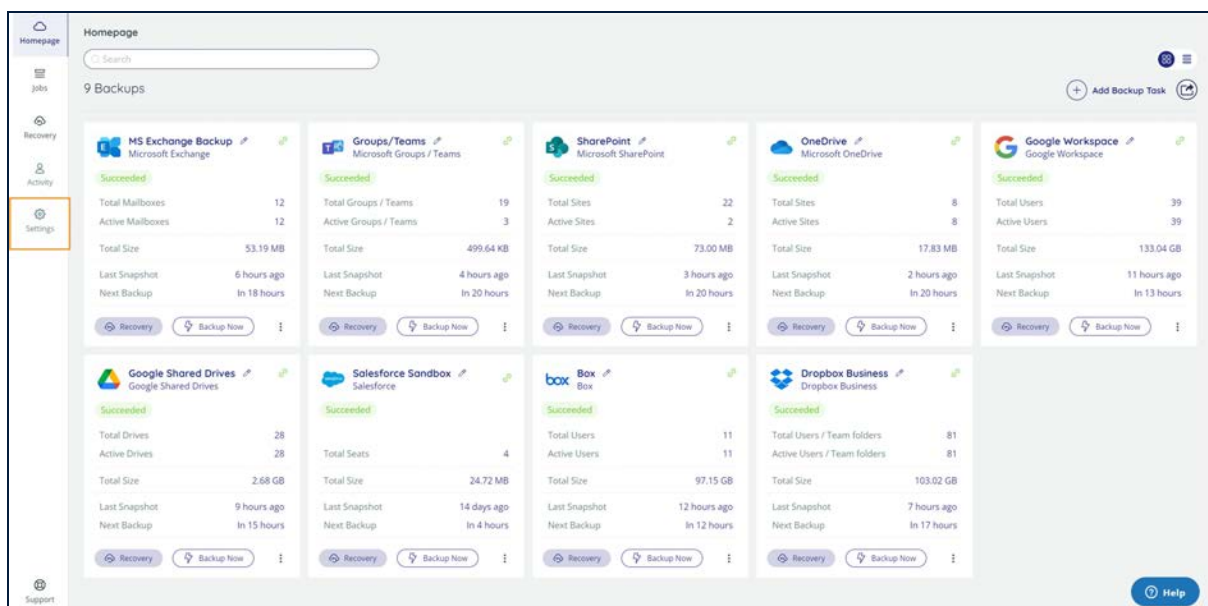 Homepage
Jobs
Recovery
Activity
Settings
Support
Homepage
Search
9 Backups
Add Backup Task
MS Exchange Backup
Microsoft Exchange
Succeeded
Total Mailboxes 12
Active Mailboxes 12
Total Size 53.19 MB
Last Snapshot 6 hours ago
Next Backup In 18 hours
Recovery Backup Now
Groups/Teams
Microsoft Groups / Teams
Succeeded
Total Groups / Teams 19
Active Groups / Teams 3
Total Size 499.64 KB
Last Snapshot 4 hours ago
Next Backup In 20 hours
Recovery Backup Now
SharePoint
Microsoft SharePoint
Succeeded
Total Sites 22
Active Sites 2
Total Size 73.00 MB
Last Snapshot 3 hours ago
Next Backup In 20 hours
Recovery Backup Now
OneDrive
Microsoft OneDrive
Succeeded
Total Sites 8
Active Sites 8
Total Size 17.83 MB
Last Snapshot 2 hours ago
Next Backup In 20 hours
Recovery Backup Now
Google Workspace
Google Workspace
Succeeded
Total Users 39
Active Users 39
Total Size 133.04 GB
Last Snapshot 11 hours ago
Next Backup In 13 hours
Recovery Backup Now
Google Shared Drives
Google Shared Drives
Succeeded
Total Drives 28
Active Drives 28
Total Size 2.68 GB
Last Snapshot 9 hours ago
Next Backup In 15 hours
Recovery Backup Now
Salesforce Sandbox
Salesforce
Succeeded
Total Seats 4
Total Size 24.72 MB
Last Snapshot 14 days ago
Next Backup In 4 hours
Recovery Backup Now
box Box
Box
Succeeded
Total Users 11
Active Users 11
Total Size 97.15 GB
Last Snapshot 12 hours ago
Next Backup In 12 hours
Recovery Backup Now
Dropbox Business
Dropbox Business
Succeeded
Total Users / Team folders 81
Active Users / Team folders 81
Total Size 103.02 GB
Last Snapshot 7 hours ago
Next Backup In 17 hours
Recovery Backup Now
Help